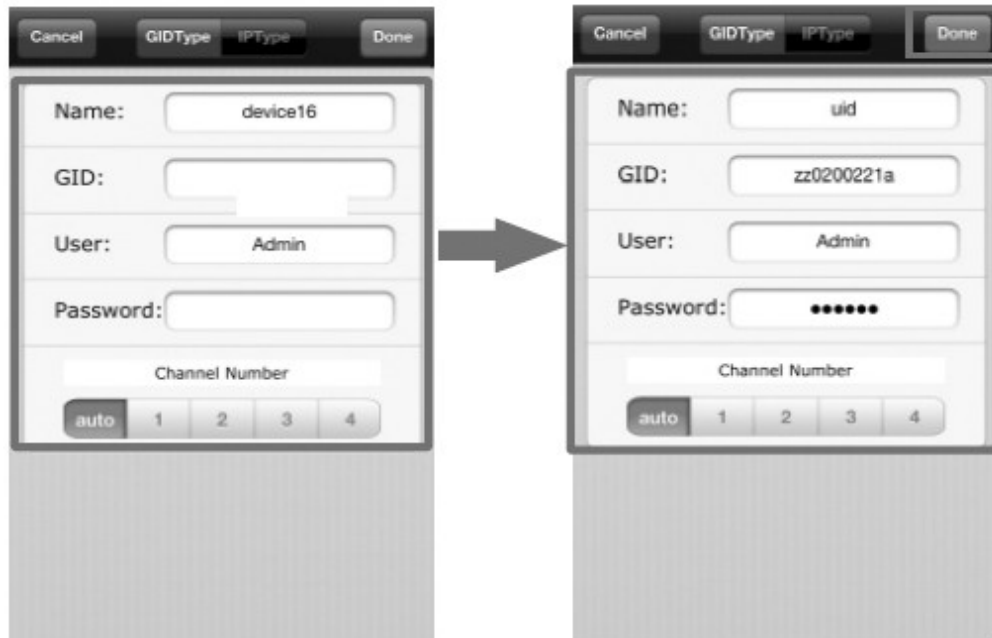 Cancel GIDType IPType Done
Name: device16
GID:
User: Admin
Password:
Channel Number
auto 1 2 3 4
Cancel GIDType IPType Done
Name: uid
GID: zz0200221a
User: Admin
Password: ●●●●●●
Channel Number
auto 1 2 3 4